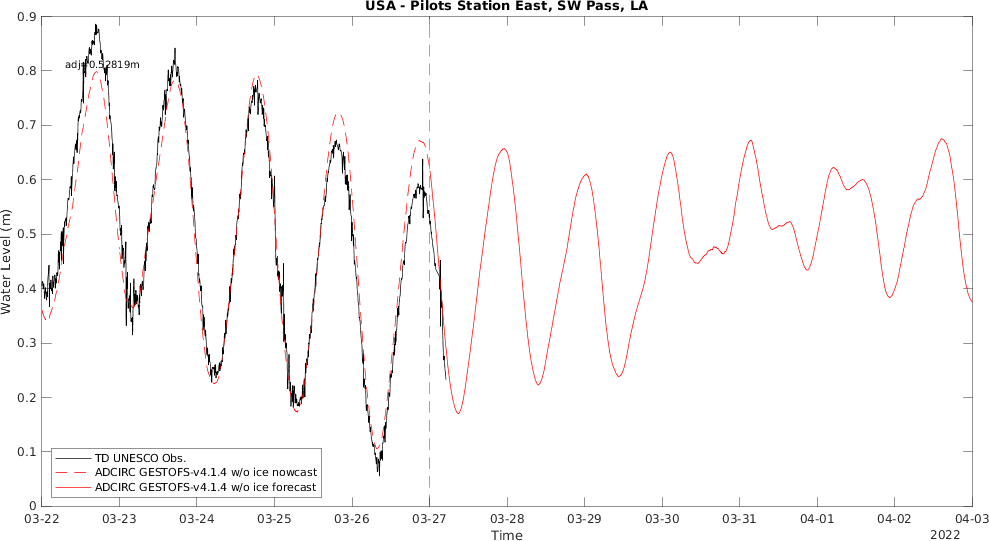 USA - Pilots Station East, SW Pass, LA
0.9
0.8
0.7
0.6
0.5
0.4
0.3
0.2
0.1
0
Water Level (m)
adj= 0.52819m
TD UNESCO Obs.
ADCIRC GESTOFS-v4.1.4 w/o ice nowcast
ADCIRC GESTOFS-v4.1.4 w/o ice forecast
03-22 03-23 03-24 03-25 03-26 03-27 03-28 03-29 03-30 03-31 04-01 04-02 04-03
Time
2022